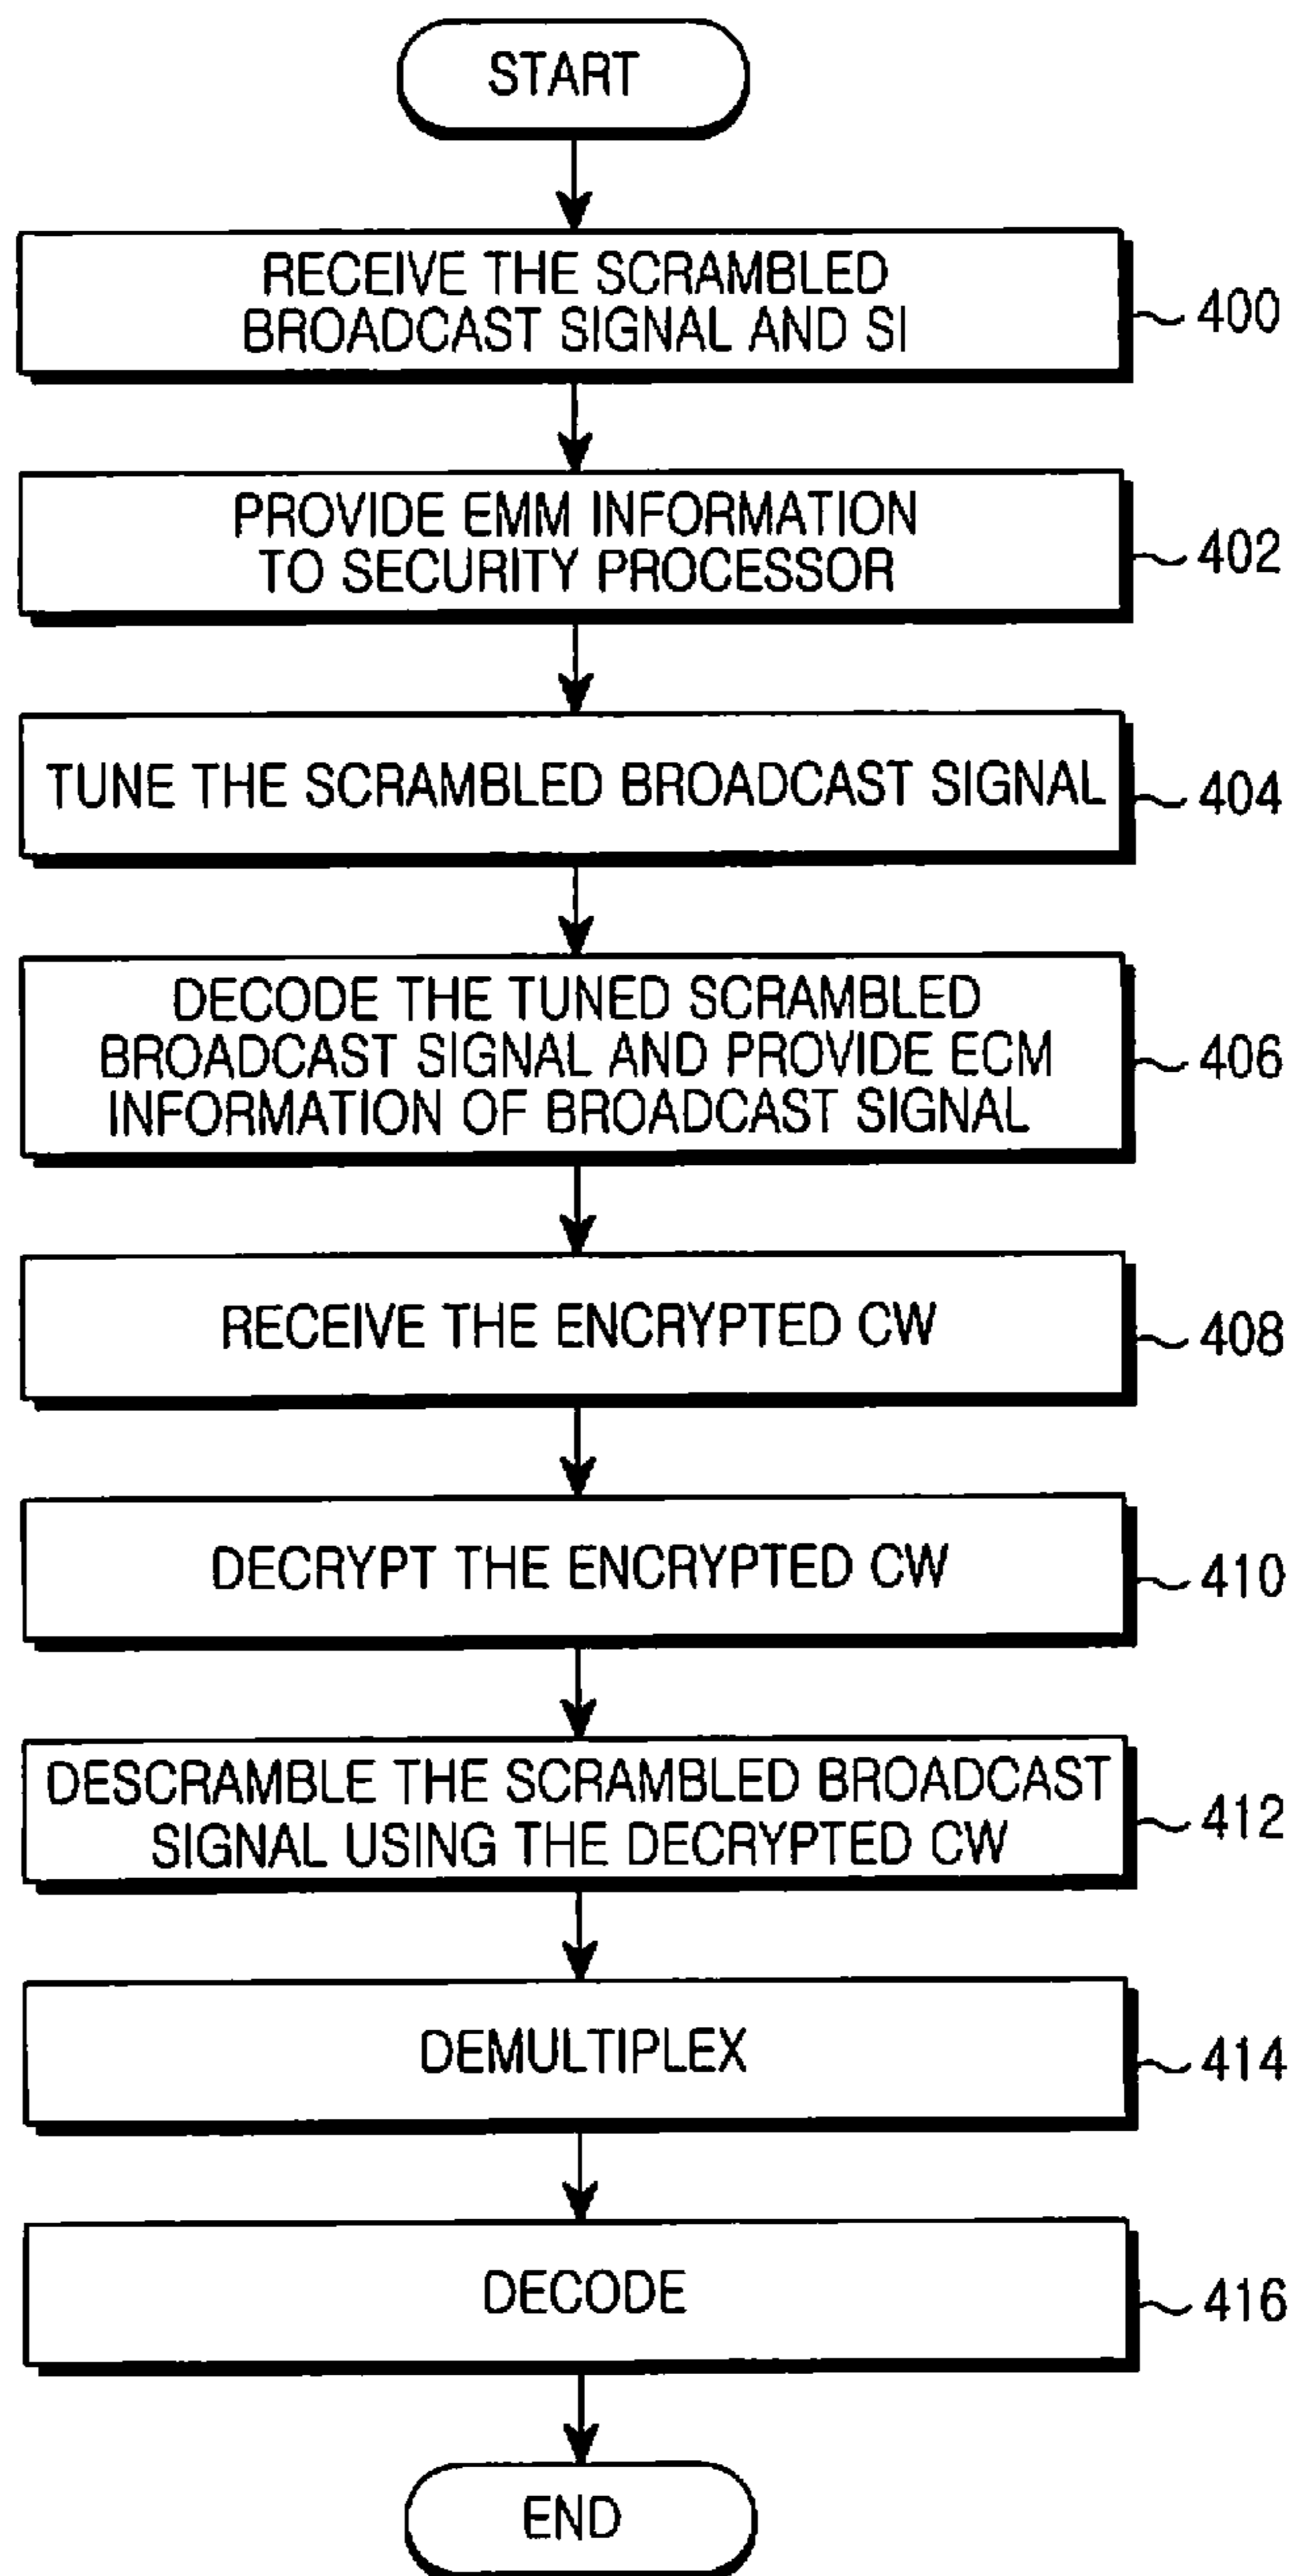 START
RECEIVE THE SCRAMBLED
BROADCAST SIGNAL AND SI
400
PROVIDE EMM INFORMATION
TO SECURITY PROCESSOR
402
TUNE THE SCRAMBLED BROADCAST SIGNAL
404
DECODE THE TUNED SCRAMBLED
BROADCAST SIGNAL AND PROVIDE ECM
INFORMATION OF BROADCAST SIGNAL
406
RECEIVE THE ENCRYPTED CW
408
DECRYPT THE ENCRYPTED CW
410
DESCRAMBLE THE SCRAMBLED BROADCAST
SIGNAL USING THE DECRYPTED CW
412
DEMULTIPLEX
414
DECODE
416
END